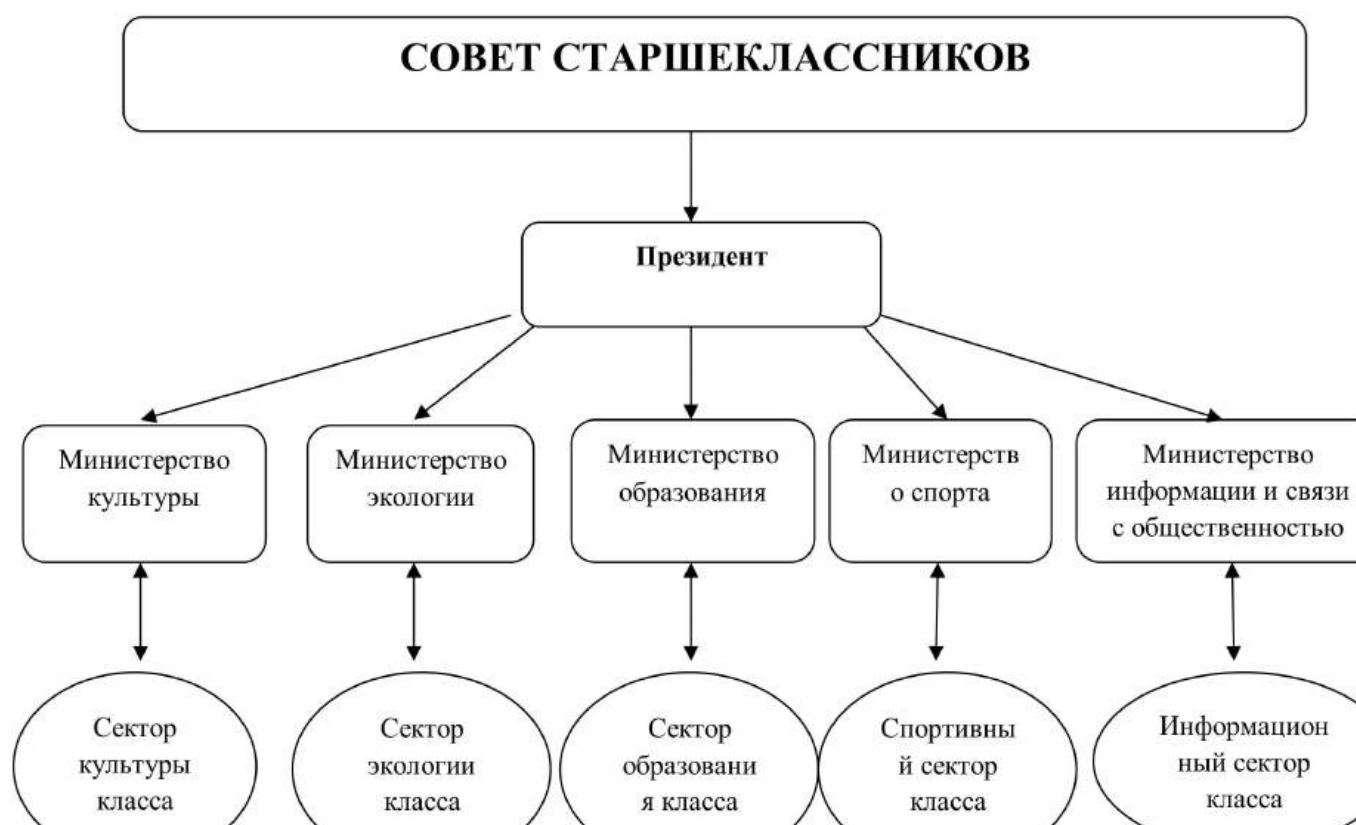 СОВЕТ СТАРШЕКЛАССНИКОВ
Президент
Министерство
культуры
Министерство
экологии
Министерство
образования
Министерств
о спорта
Министерство
информации и связи
с общественностью
Сектор
культуры
класса
Сектор
экологии
класса
Сектор
образовани
я класса
Спортивны
й сектор
класса
Информацион
ный сектор
класса